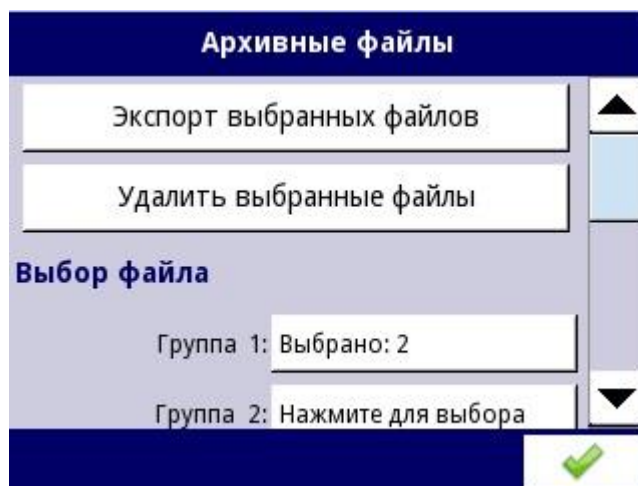 Архивные файлы
Экспорт выбранных файлов
Удалить выбранные файлы
Выбор файла
Группа 1: Выбрано: 2
Группа 2: Нажмите для выбора